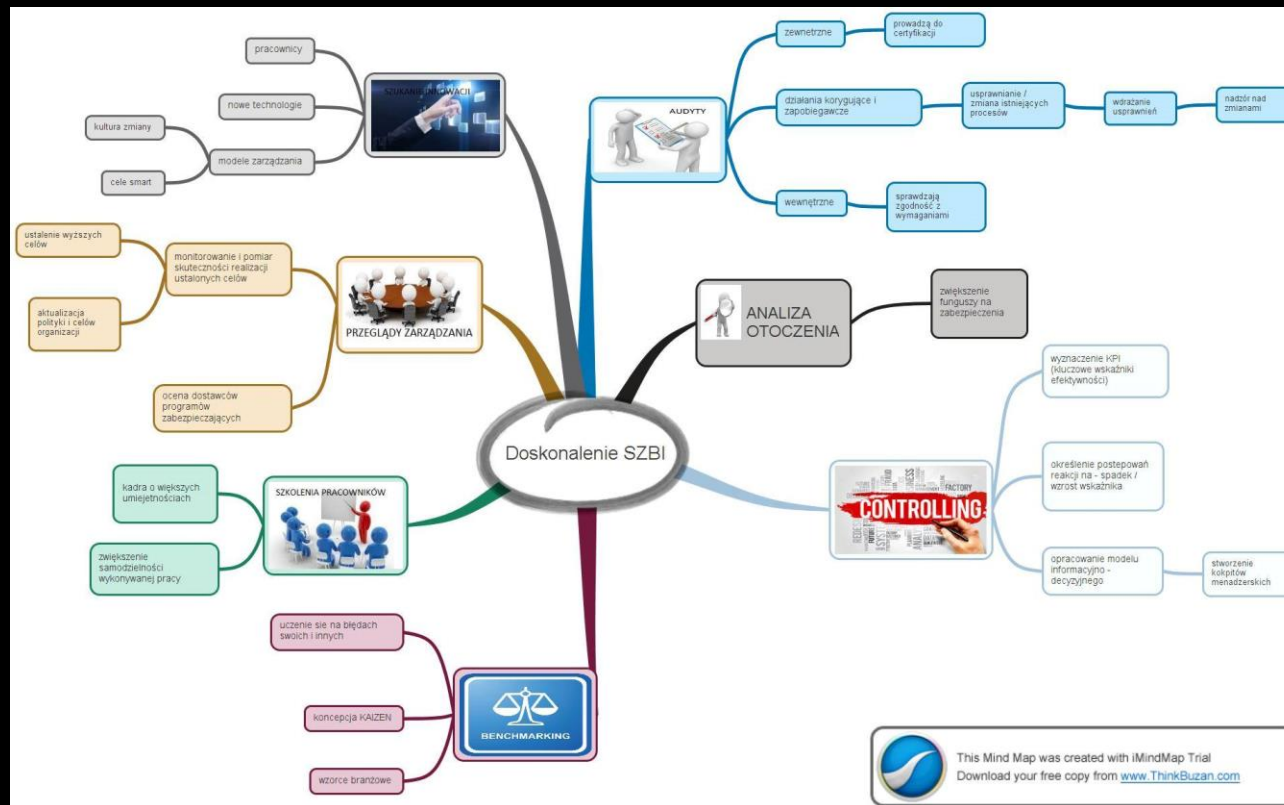 pracownicy
nowe technologie
kultura zmiany
modele zarządzania
cele smart
SZUKANIE INNOWACJI
AUDYTY
zewnetrzne
prowadzą do
certyfikacji
działania korygujące i
zapobiegawcze
usprawnianie /
zmiana istniejących
procesów
wdrażanie
usprawnień
nadzór nad
zmianami
wewnętrzne
sprawdzają
zgodność z
wymaganiami
ustalenie wyższych
celów
monitorowanie i pomiar
skuteczności realizacji
ustalonych celów
aktualizacja
polityki i celów
organizacji
PRZEGLĄDY ZARZĄDZANIA
ocena dostawców
programów
zabezpieczających
ANALIZA
OTOCZENIA
zwiększenie
funguszy na
zabezpieczenia
Doskonalenie SZBI
wyznaczenie KPI
(kluczowe wskaźniki
efektywności)
określenie postepowań
reakcji na - spadek /
wzrost wskaźnika
FACTORY
CONTROLLING
opracowanie modelu
informacyjno -
decyzyjnego
stworzenie
kokpitów
menadzerskich
SZKOLENIA PRACOWNIKÓW
kadra o większych
umiejetnościach
zwiększenie
samodzielności
wykonywanej pracy
uczenie sie na błędach
swoich i innych
koncepcja KAIZEN
wzorce branżowe
BENCHMARKING
This Mind Map was created with iMindMap Trial
Download your free copy from www.ThinkBuzan.com